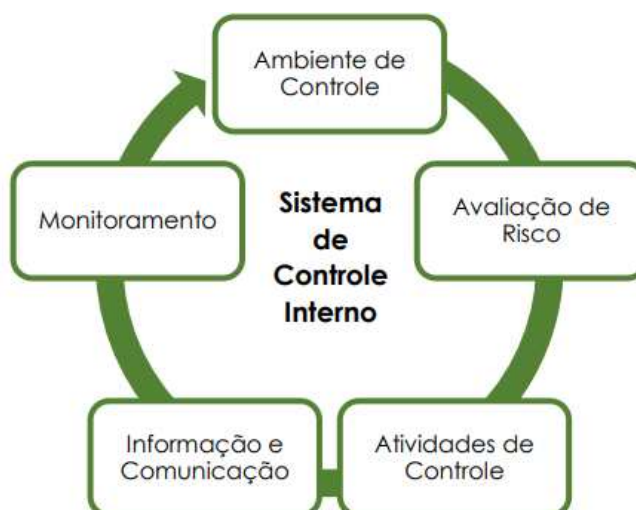 Ambiente de
Controle
Avaliação de
Risco
Atividades de
Controle
Informação e
Comunicação
Monitoramento
Sistema
de
Controle
Interno